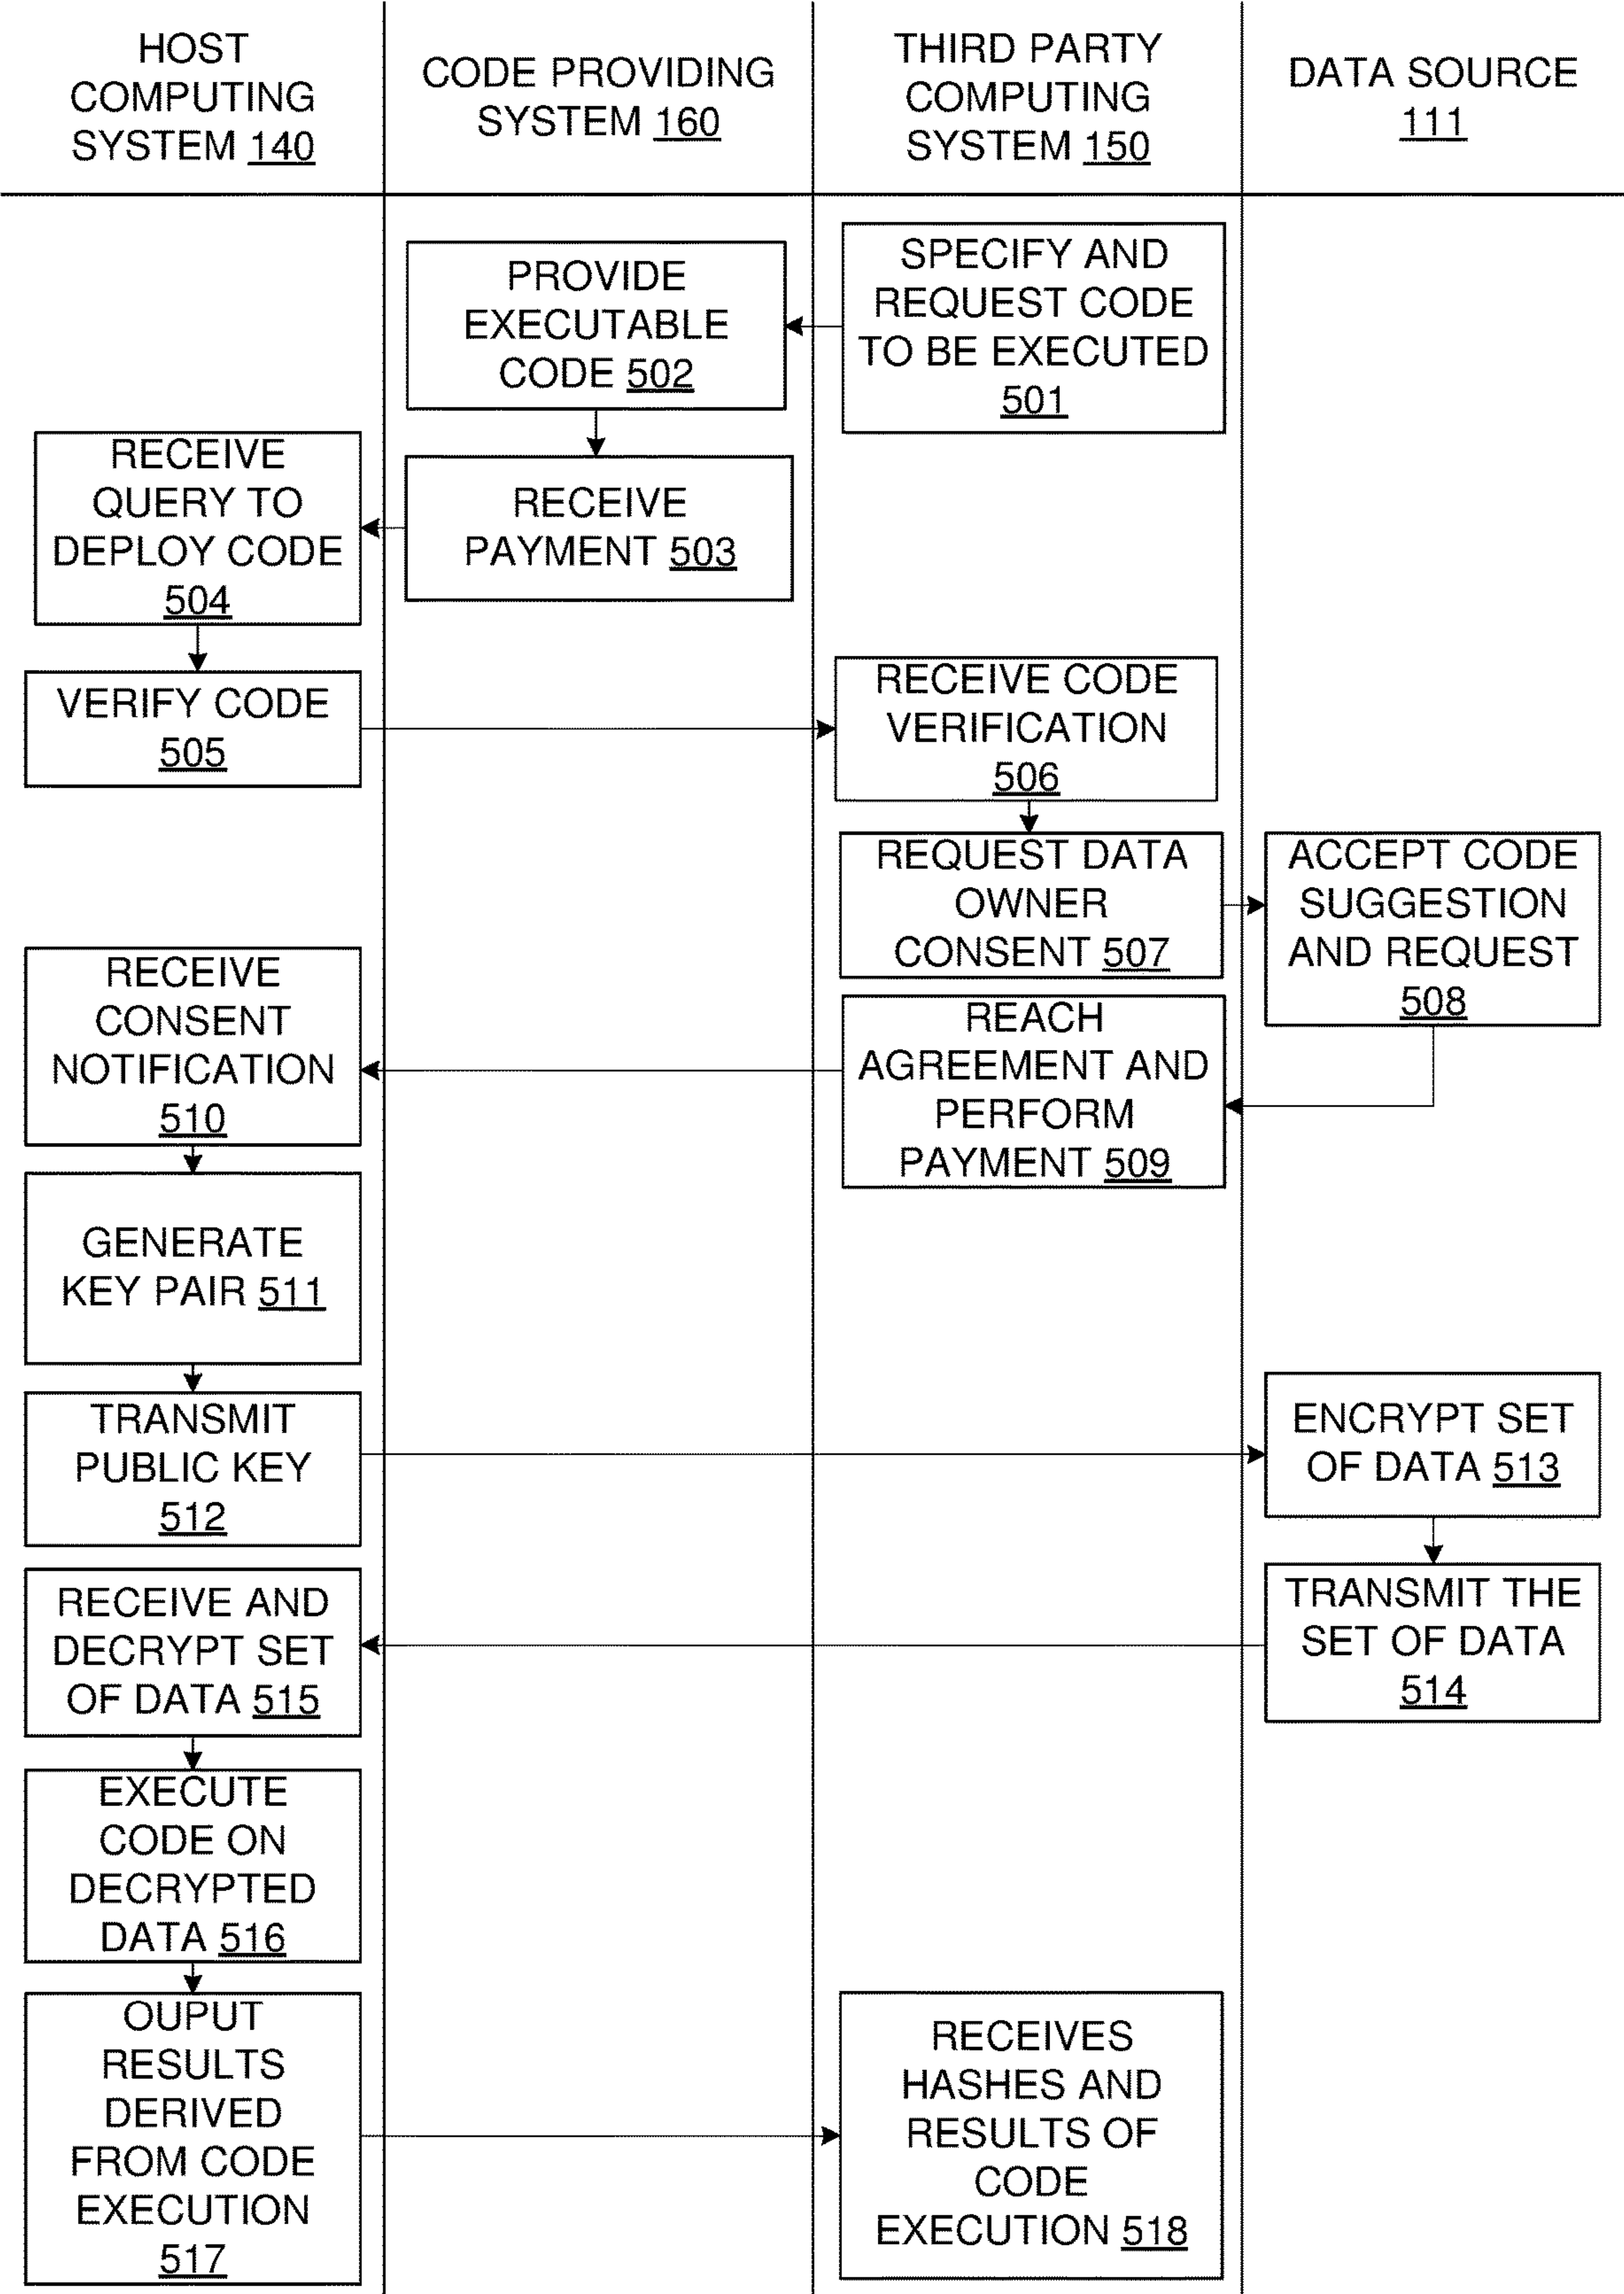 HOST
COMPUTING
SYSTEM 140
CODE PROVIDING
SYSTEM 160
THIRD PARTY
COMPUTING
SYSTEM 150
DATA SOURCE
111
SPECIFY AND
REQUEST CODE
TO BE EXECUTED
501
PROVIDE
EXECUTABLE
CODE 502
RECEIVE
PAYMENT 503
RECEIVE
QUERY TO
DEPLOY CODE
504
VERIFY CODE
505
RECEIVE CODE
VERIFICATION
506
REQUEST DATA
OWNER
CONSENT 507
ACCEPT CODE
SUGGESTION
AND REQUEST
508
REACH
AGREEMENT AND
PERFORM
PAYMENT 509
RECEIVE
CONSENT
NOTIFICATION
510
GENERATE
KEY PAIR 511
TRANSMIT
PUBLIC KEY
512
ENCRYPT SET
OF DATA 513
TRANSMIT THE
SET OF DATA
514
RECEIVE AND
DECRYPT SET
OF DATA 515
EXECUTE
CODE ON
DECRYPTED
DATA 516
OUPUT
RESULTS
DERIVED
FROM CODE
EXECUTION
517
RECEIVES
HASHES AND
RESULTS OF
CODE
EXECUTION 518